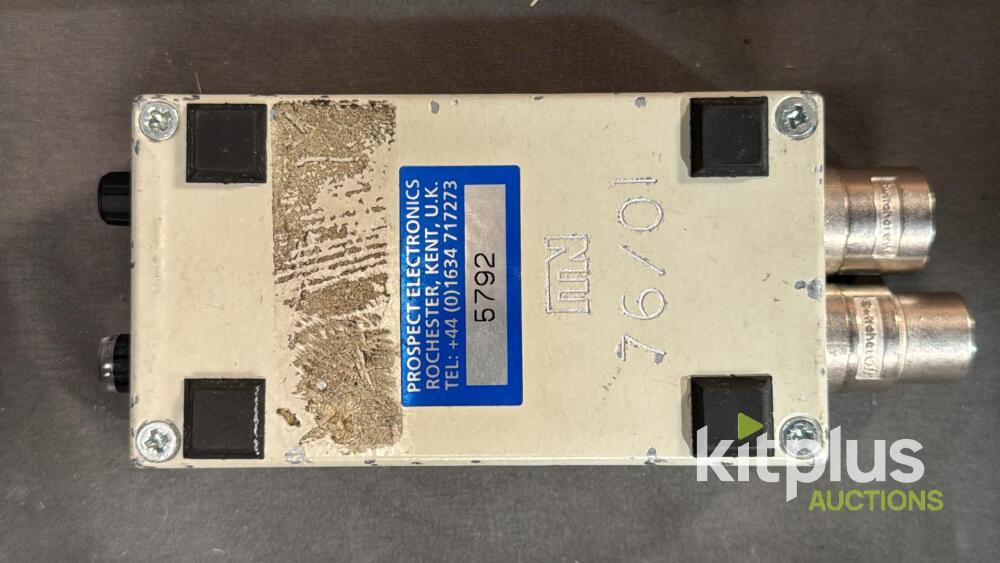 PROSPECT ELECTRONICS
ROCHESTER, KENT, U.K.
TEL: +44 (0)1634 717273
5792
76/01
kitplus
AUCTIONS